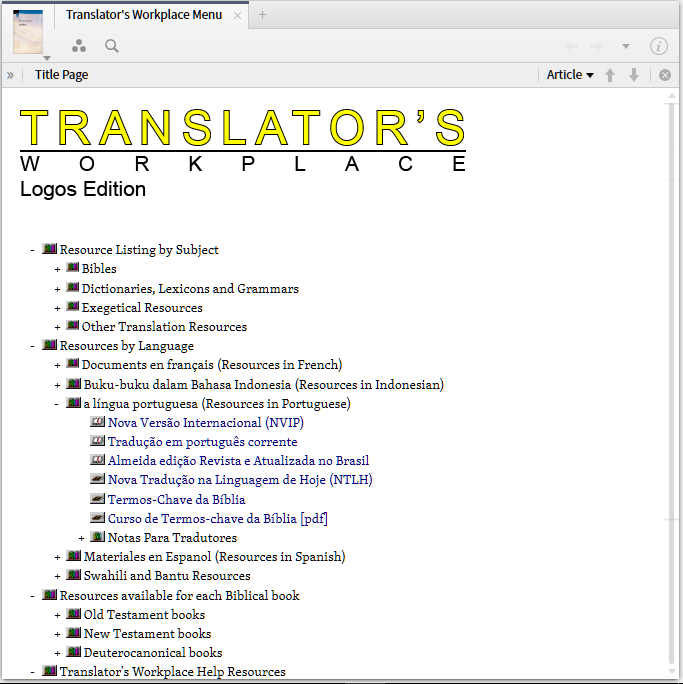 Translator's Workplace Menu
Title Page
Article
TRANSLATOR'S
WORKPLACE
Logos Edition
- Resource Listing by Subject
+ Bibles
+ Dictionaries, Lexicons and Grammars
+ Exegetical Resources
+ Other Translation Resources
- Resources by Language
+ Documents en français (Resources in French)
+ Buku-buku dalam Bahasa Indonesia (Resources in Indonesian)
- a língua portuguesa (Resources in Portuguese)
Nova Versão Internacional (NVIP)
Tradução em português corrente
Almeida edição Revista e Atualizada no Brasil
Nova Tradução na Linguagem de Hoje (NTLH)
Termos-Chave da Bíblia
Curso de Termos-chave da Bíblia [pdf]
+ Notas Para Tradutores
+ Materiales en Espanol (Resources in Spanish)
+ Swahili and Bantu Resources
- Resources available for each Biblical book
+ Old Testament books
+ New Testament books
+ Deuterocanonical books
- Translator's Workplace Help Resources